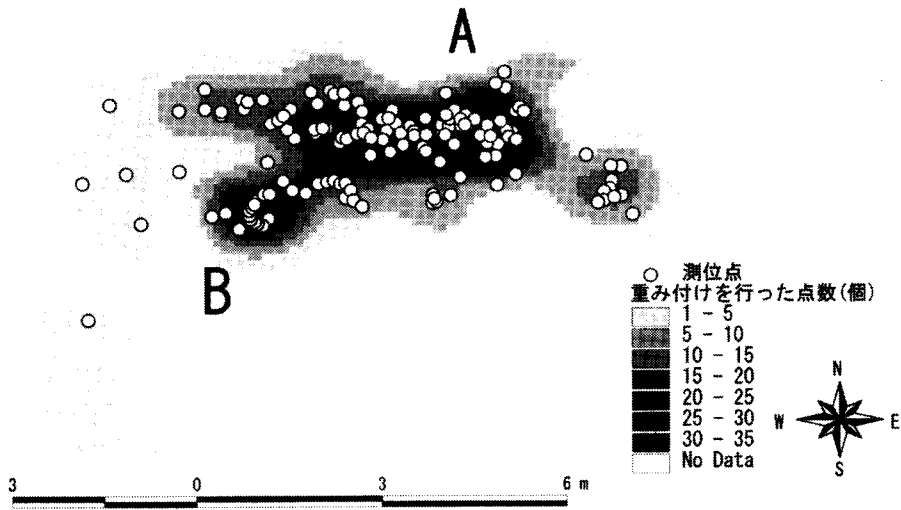 A
B
測位点
重み付けを行った点数(個)
1 - 5
5 - 10
10 - 15
15 - 20
20 - 25
25 - 30
30 - 35
No Data
N
W E
S
3 0 3 6 m